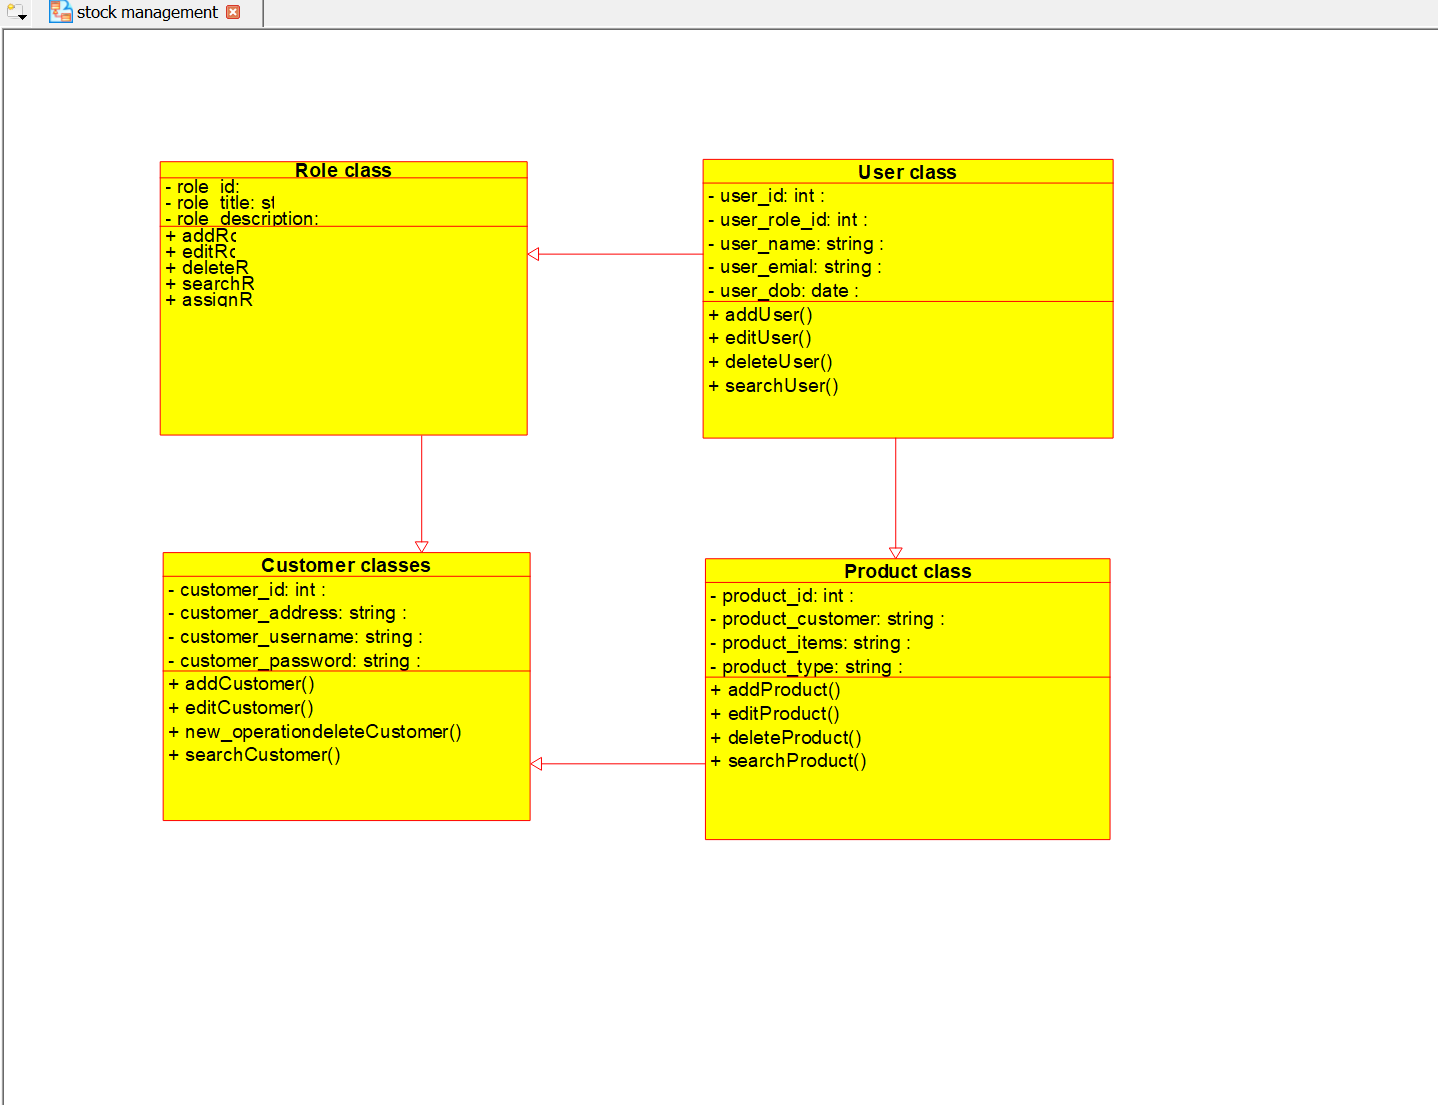 stock management
Role class
- role_id:
- role_title: st
- role_description:
+ addRo
+ editRo
+ deleteR
+ searchR
+ assignR
User class
- user_id: int :
- user_role_id: int :
- user_name: string :
- user_emial: string :
- user_dob: date :
+ addUser()
+ editUser()
+ deleteUser()
+ searchUser()
Customer classes
- customer_id: int :
- customer_address: string :
- customer_username: string :
- customer_password: string :
+ addCustomer()
+ editCustomer()
+ new_operationdeleteCustomer()
+ searchCustomer()
Product class
- product_id: int :
- product_customer: string :
- product_items: string :
- product_type: string :
+ addProduct()
+ editProduct()
+ deleteProduct()
+ searchProduct()